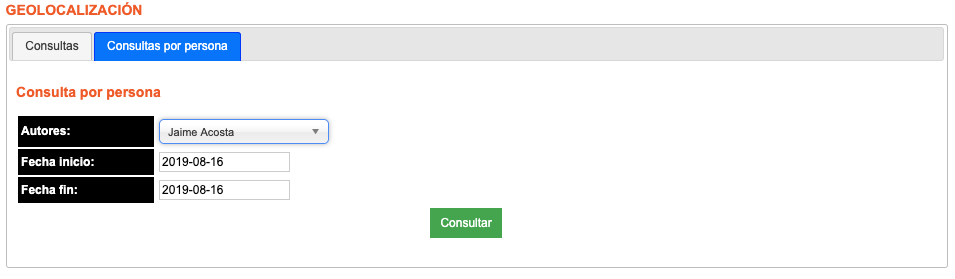 GEOLOCALIZACIÓN
Consultas Consultas por persona
Consulta por persona
Autores: Jaime Acosta
Fecha inicio: 2019-08-16
Fecha fin: 2019-08-16
Consultar